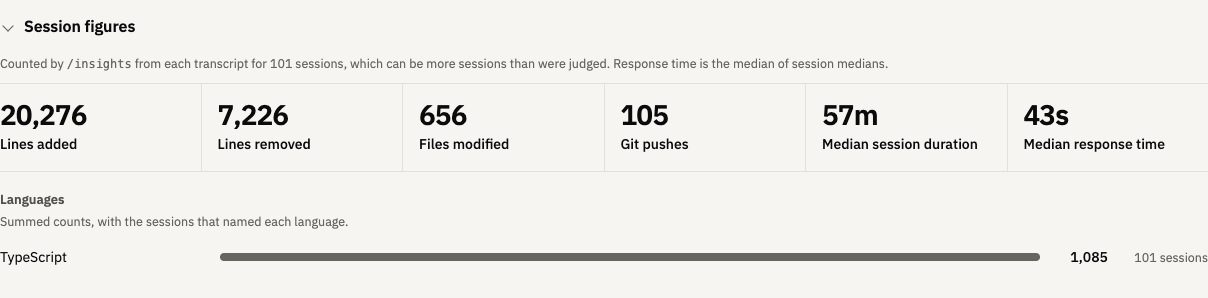 Session figures
Counted by /insights from each transcript for 101 sessions, which can be more sessions than were judged. Response time is the median of session medians.
20,276 7,226 656 105 57m 43s
Lines added Lines removed Files modified Git pushes Median session duration Median response time
Languages
Summed counts, with the sessions that named each language.
TypeScript 1,085 101 sessions